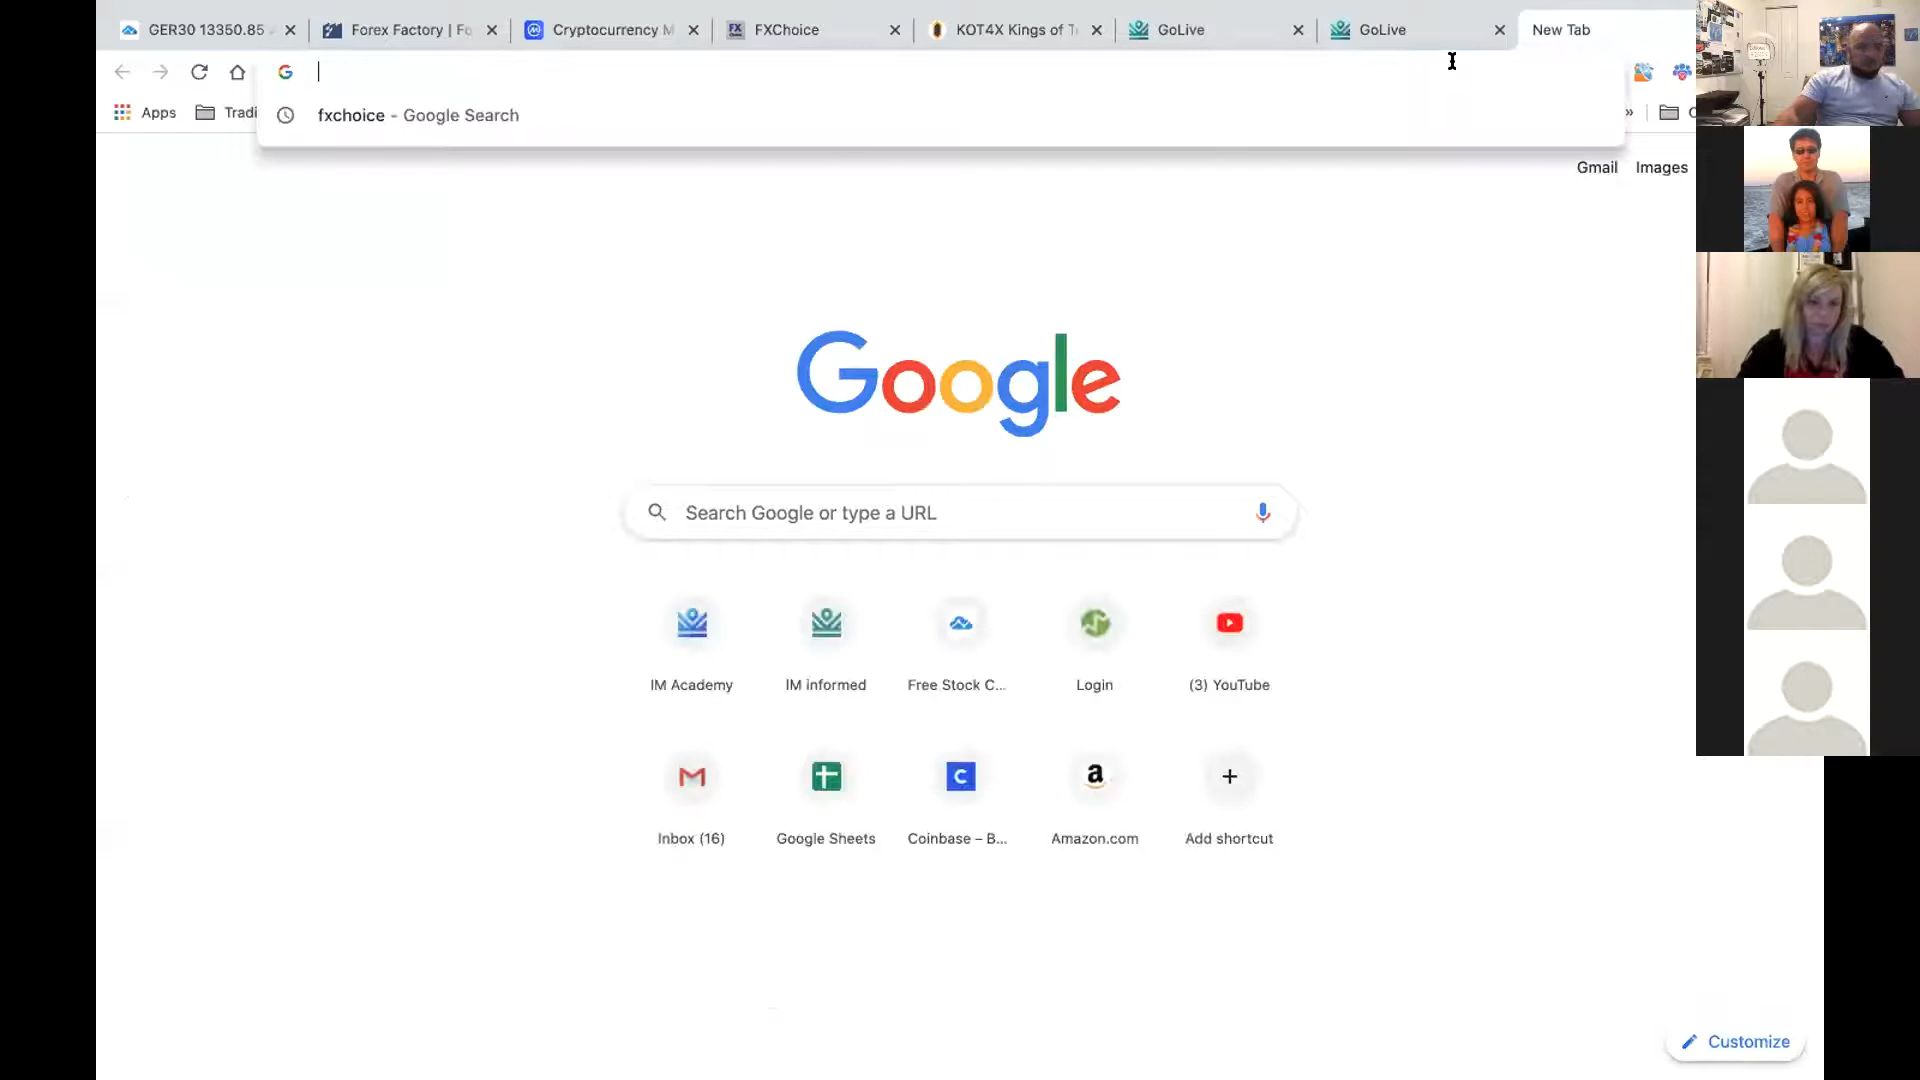 GER30 13350.85
Forex Factory | Fo
Cryptocurrency M
FXChoice
KOT4X Kings of T
GoLive
GoLive
New Tab
fxchoice - Google Search
Apps
Tradi
»
Gmail
Images
Google
Search Google or type a URL
IM Academy
IM informed
Free Stock C...
Login
(3) YouTube
Inbox (16)
Google Sheets
Coinbase – B...
Amazon.com
Add shortcut
Customize